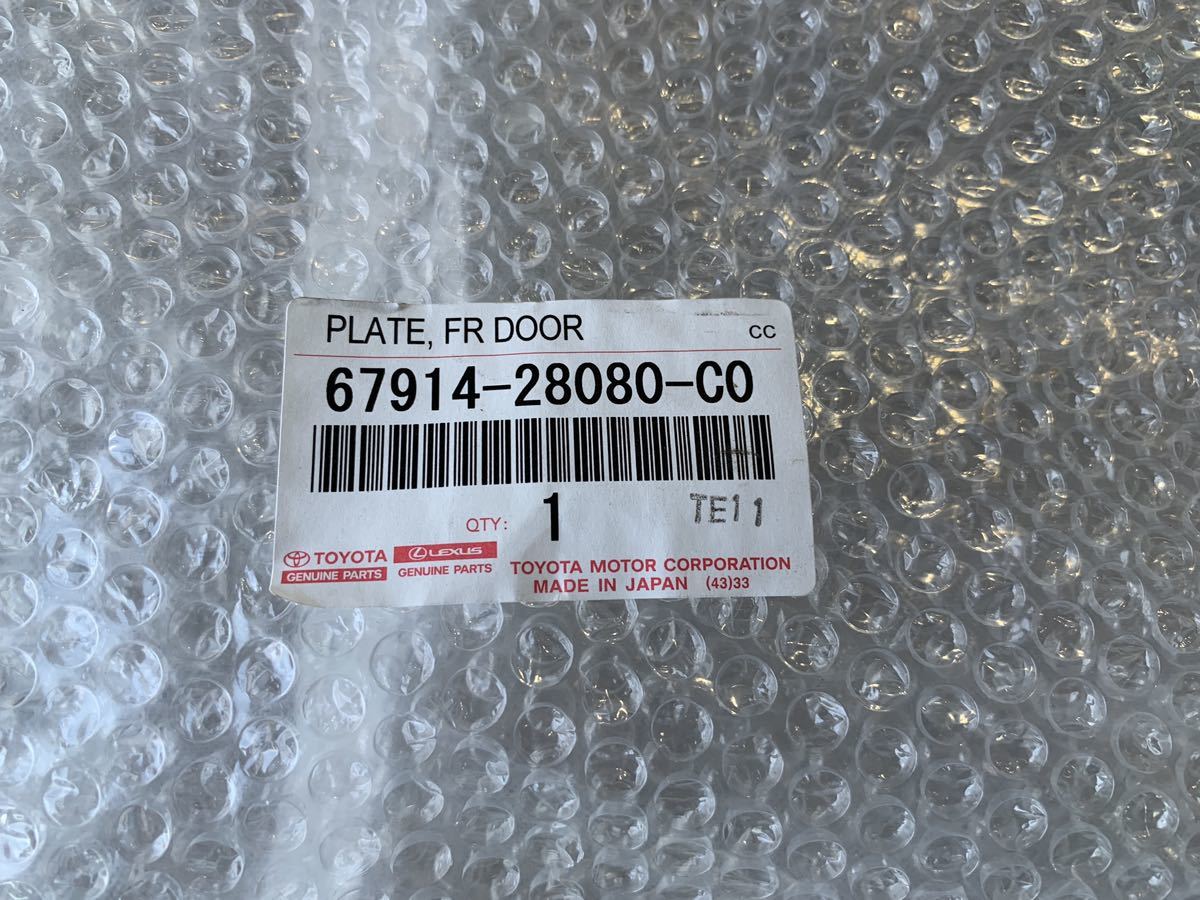 PLATE, FR DOOR CC
67914-28080-C0
QTY: 1 TE11
TOYOTA LEXUS
GENUINE PARTS GENUINE PARTS
TOYOTA MOTOR CORPORATION
MADE IN JAPAN (43)33